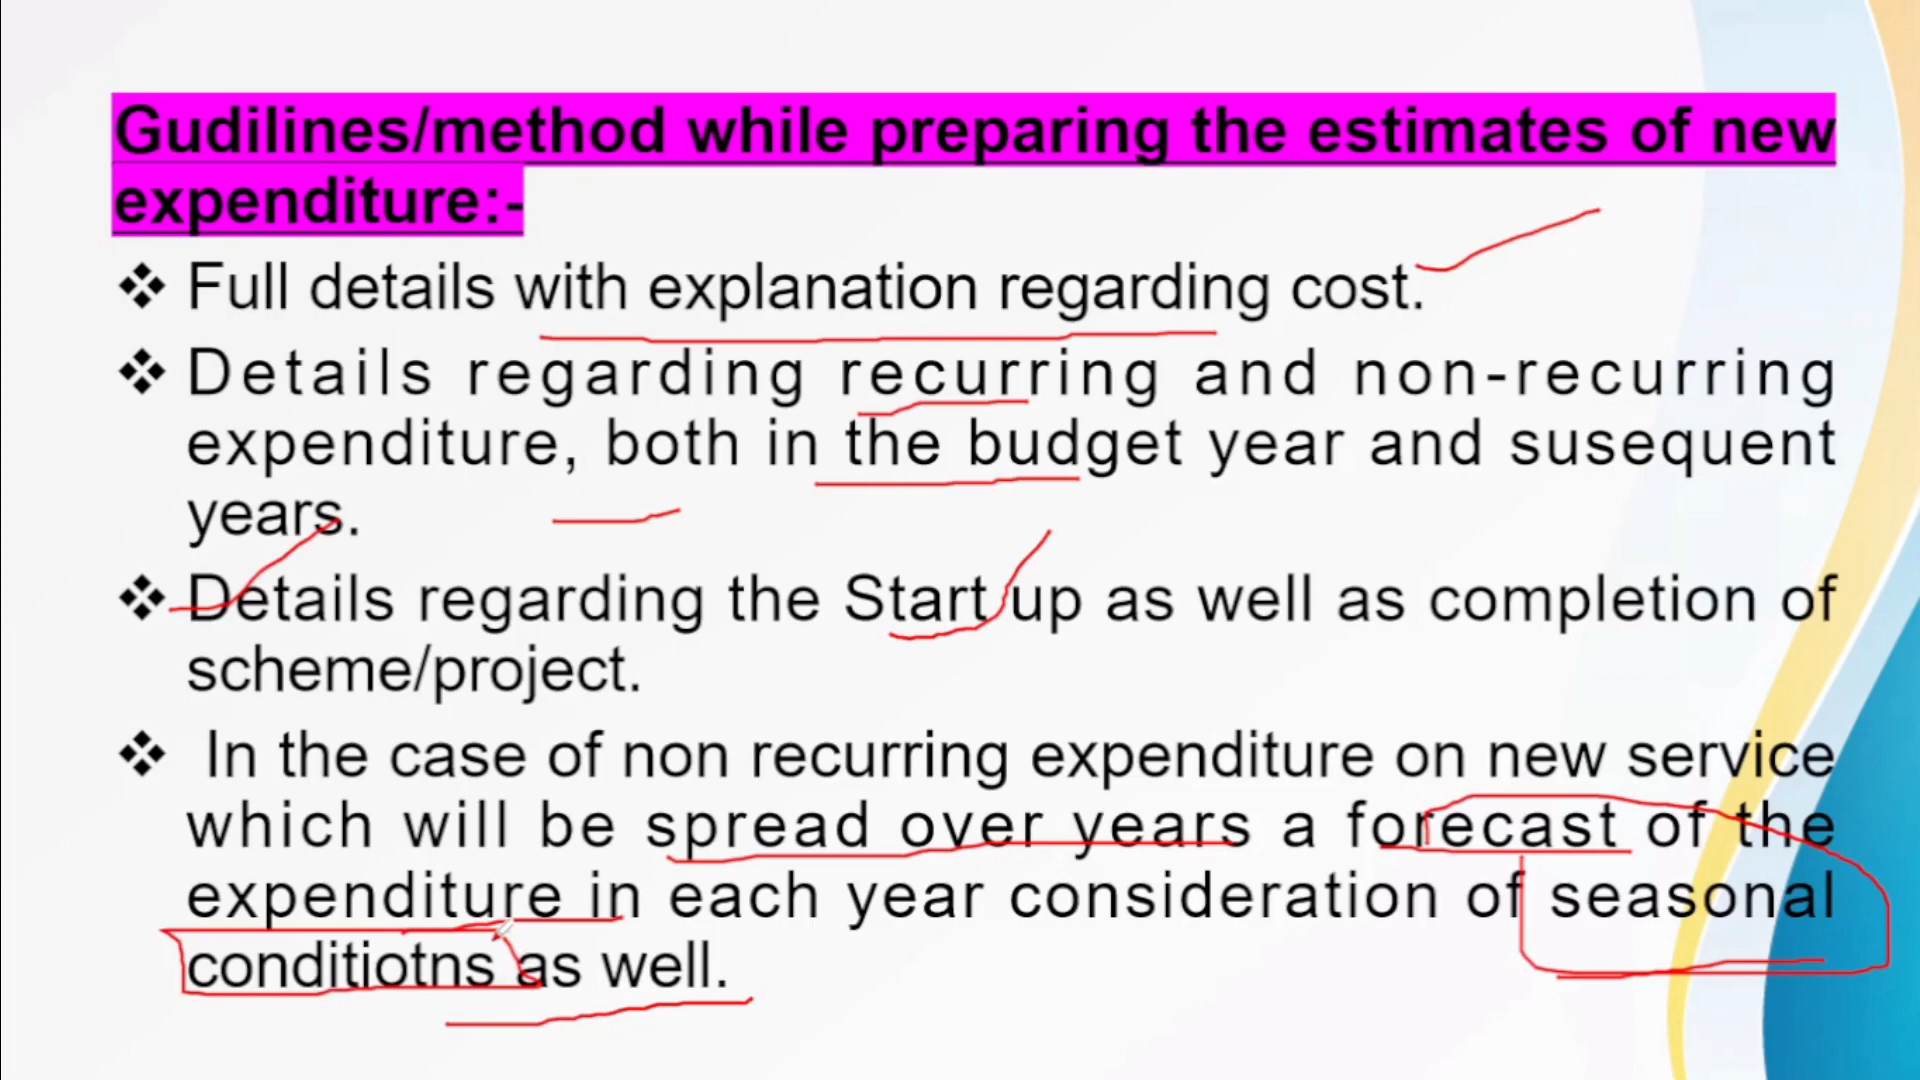 Gudilines/method while preparing the estimates of new
expenditure:-
❖ Full details with explanation regarding cost.
❖ Details regarding recurring and non-recurring
expenditure, both in the budget year and susequent
years.
❖ Details regarding the Start up as well as completion of
scheme/project.
❖ In the case of non recurring expenditure on new service
which will be spread over years a forecast of the
expenditure in each year consideration of seasonal
conditiotns as well.